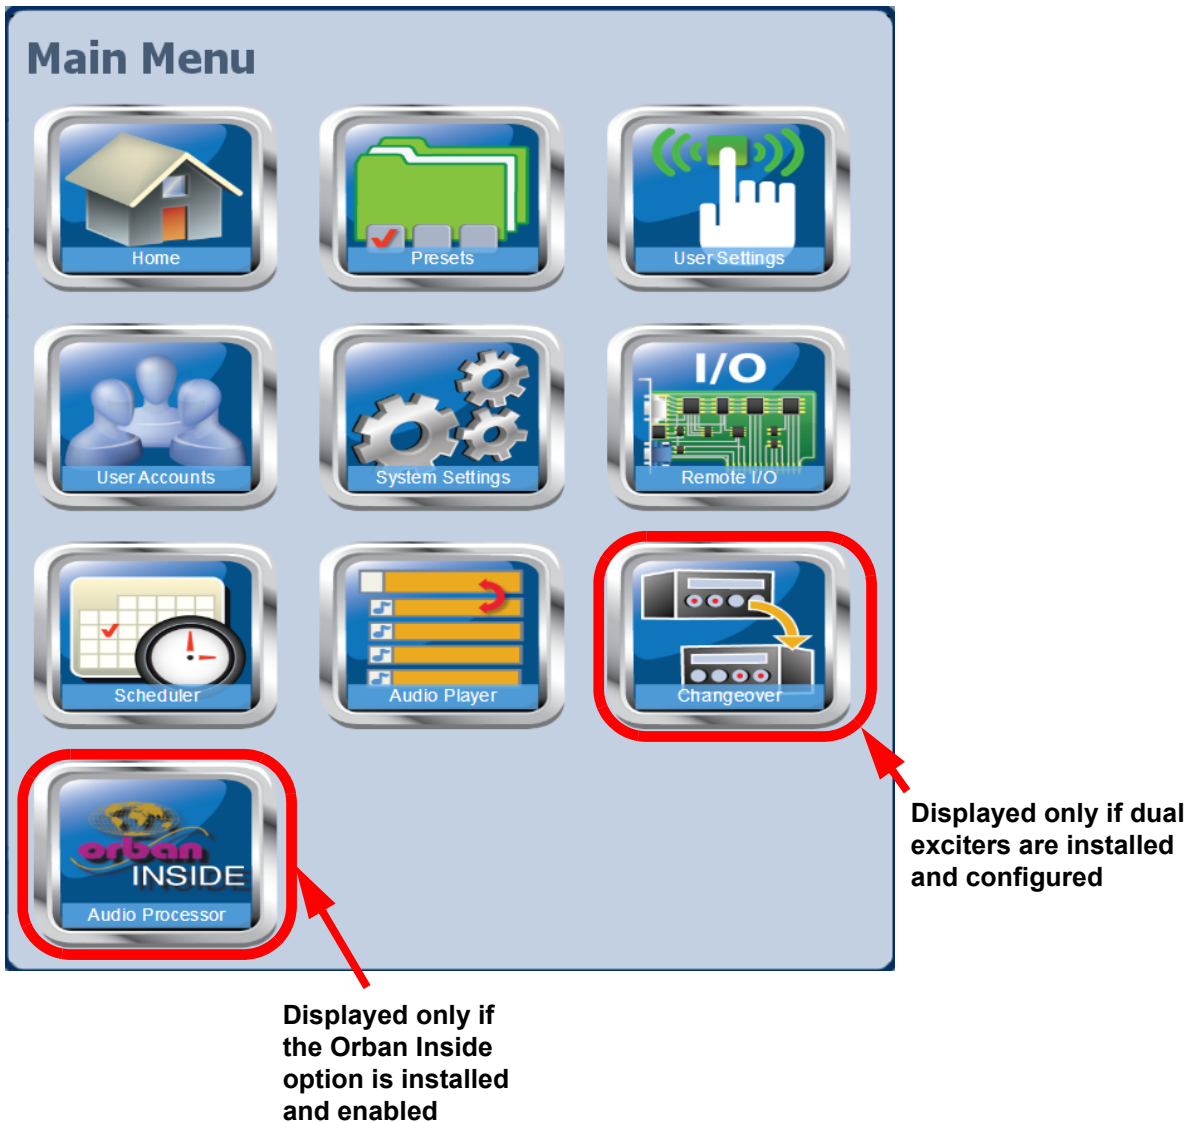 Main Menu
Home
Presets
User Settings
I/O
User Accounts
System Settings
Remote I/O
Scheduler
Audio Player
Changeover
orban
INSIDE
Audio Processor
Displayed only if dual
exciters are installed
and configured
Displayed only if
the Orban Inside
option is installed
and enabled